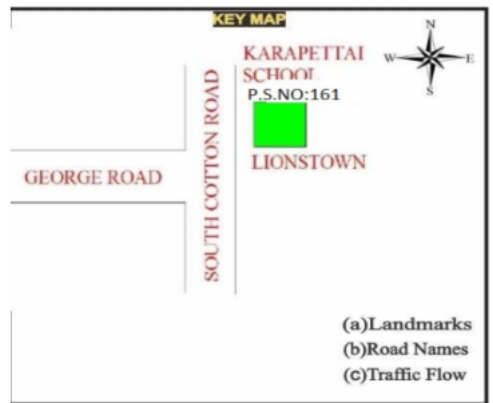 KEY MAP
N
W
E
S
KARAPETTAI
SCHOOL
P.S.NO:161
LIONSTOWN
GEORGE ROAD
SOUTH COTTON ROAD
(a)Landmarks
(b)Road Names
(c)Traffic Flow